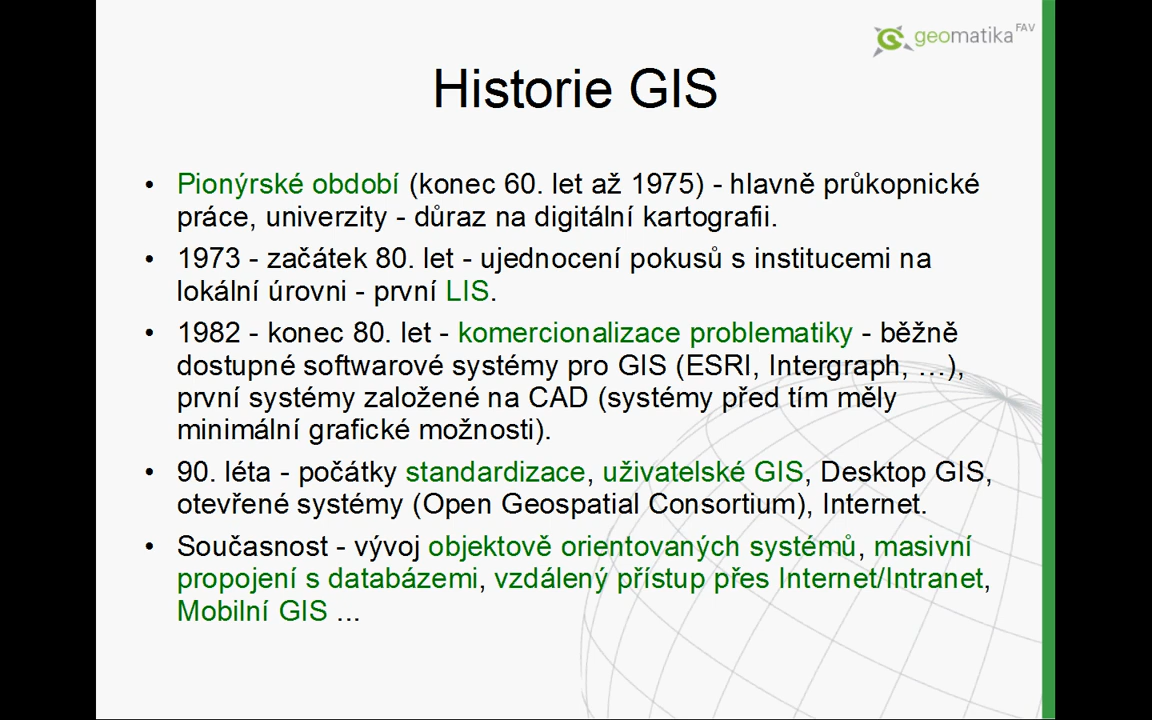 geomatika FAV
Historie GIS
• Pionýrské období (konec 60. let až 1975) - hlavně průkopnické
práce, univerzity - důraz na digitální kartografii.
• 1973 - začátek 80. let - ujednocení pokusů s institucemi na
lokální úrovni - první LIS.
• 1982 - konec 80. let - komercionalizace problematiky - běžně
dostupné softwarové systémy pro GIS (ESRI, Intergraph, …),
první systémy založené na CAD (systémy před tím měly
minimální grafické možnosti).
• 90. léta - počátky standardizace, uživatelské GIS, Desktop GIS,
otevřené systémy (Open Geospatial Consortium), Internet.
• Současnost - vývoj objektově orientovaných systémů, masivní
propojení s databázemi, vzdálený přístup přes Internet/Intranet,
Mobilní GIS ...